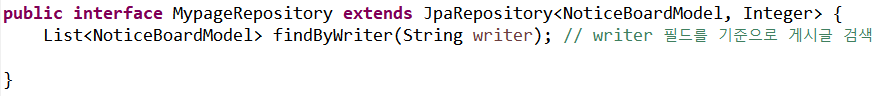 public interface MypageRepository extends JpaRepository<NoticeBoardModel, Integer> {
    List<NoticeBoardModel> findByWriter(String writer); // writer 필드를 기준으로 게시글 검색
}